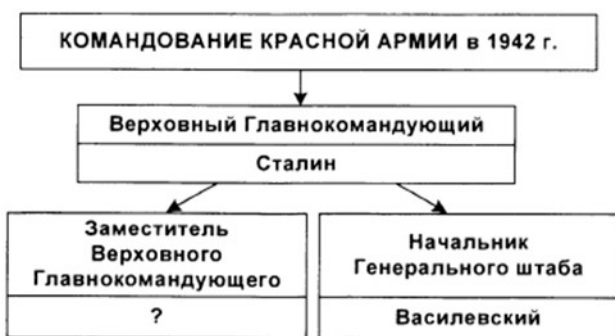 КОМАНДОВАНИЕ КРАСНОЙ АРМИИ в 1942 г.
Верховный Главнокомандующий
Сталин
Заместитель
Верховного
Главнокомандующего
?
Начальник
Генерального штаба
Василевский